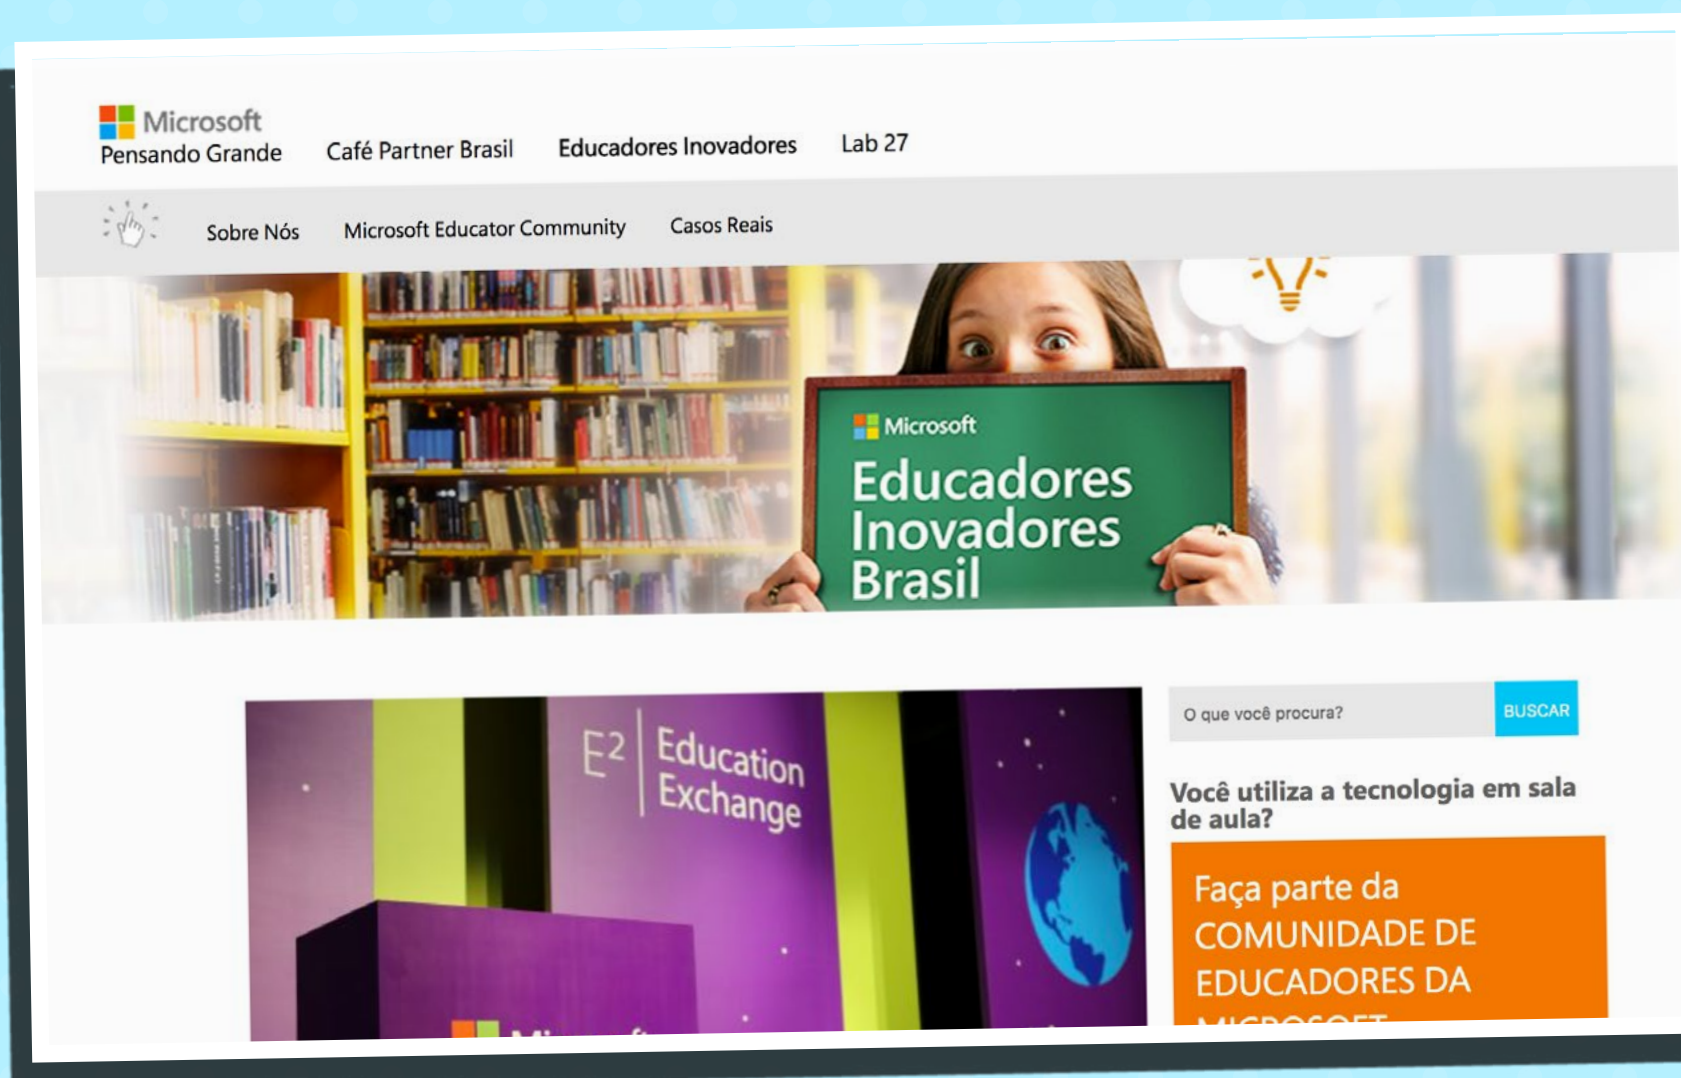 Microsoft
Pensando Grande Café Partner Brasil Educadores Inovadores Lab 27
Sobre Nós Microsoft Educator Community Casos Reais
Microsoft
Educadores
Inovadores
Brasil
E² Education
Exchange
Microsoft
O que você procura? BUSCAR
Você utiliza a tecnologia em sala
de aula?
Faça parte da
COMUNIDADE DE
EDUCADORES DA
MICROSOFT